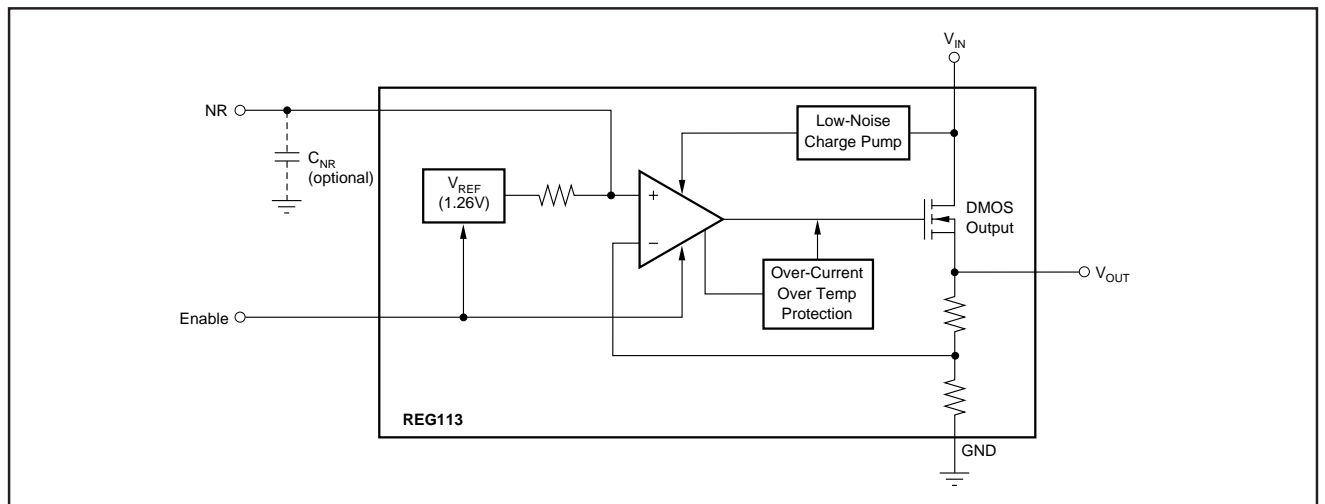 V_IN
NR
Low-Noise
Charge Pump
C_NR
(optional)
V_REF
(1.26V)
+
−
DMOS
Output
Over-Current
Over Temp
Protection
V_OUT
Enable
REG113
GND